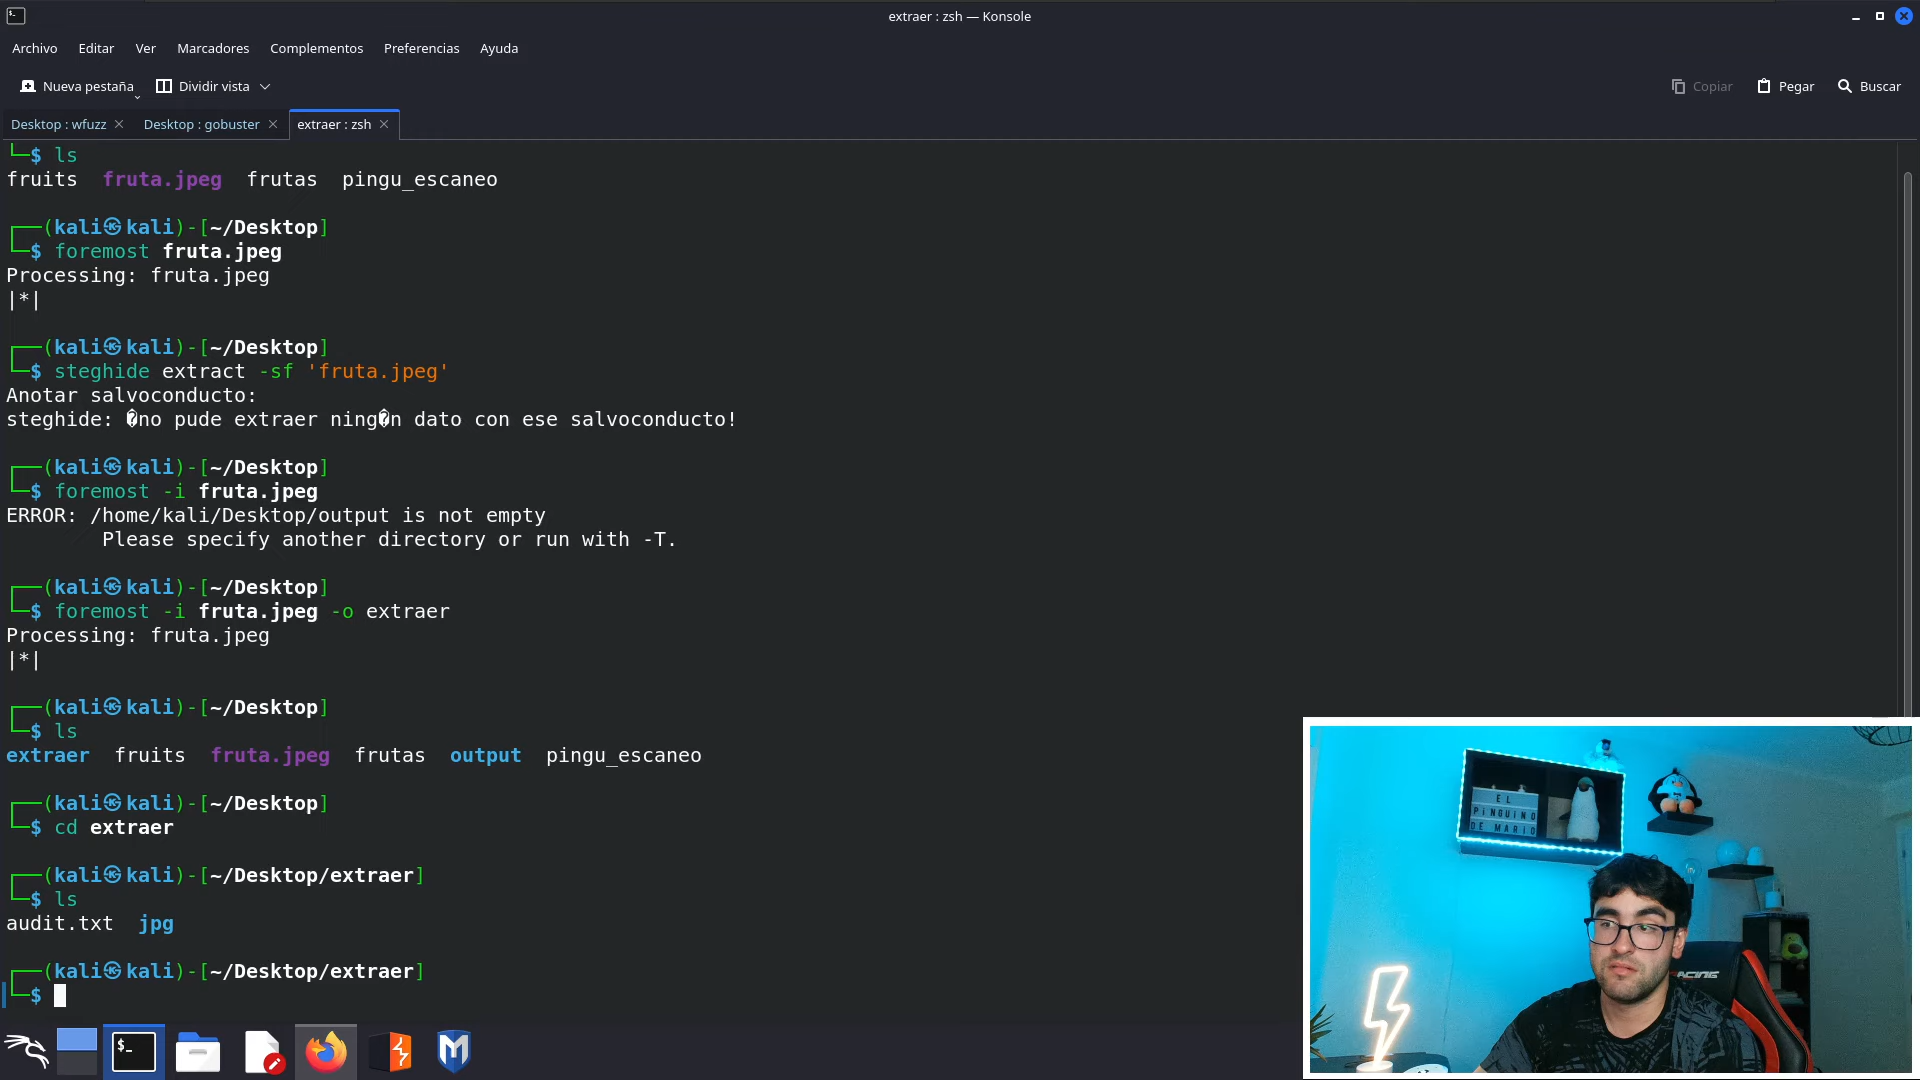 extraer : zsh — Konsole
Archivo Editar Ver Marcadores Complementos Preferencias Ayuda
Nueva pestaña Dividir vista Copiar Pegar Buscar
Desktop : wfuzz Desktop : gobuster extraer : zsh
└─$ ls
fruits fruta.jpeg frutas pingu_escaneo
┌──(kali㉿kali)-[~/Desktop]
└─$ foremost fruta.jpeg
Processing: fruta.jpeg
|*|
┌──(kali㉿kali)-[~/Desktop]
└─$ steghide extract -sf 'fruta.jpeg'
Anotar salvoconducto:
steghide: �no pude extraer ning�n dato con ese salvoconducto!
┌──(kali㉿kali)-[~/Desktop]
└─$ foremost -i fruta.jpeg
ERROR: /home/kali/Desktop/output is not empty
Please specify another directory or run with -T.
┌──(kali㉿kali)-[~/Desktop]
└─$ foremost -i fruta.jpeg -o extraer
Processing: fruta.jpeg
|*|
┌──(kali㉿kali)-[~/Desktop]
└─$ ls
extraer fruits fruta.jpeg frutas output pingu_escaneo
┌──(kali㉿kali)-[~/Desktop]
└─$ cd extraer
┌──(kali㉿kali)-[~/Desktop/extraer]
└─$ ls
audit.txt jpg
┌──(kali㉿kali)-[~/Desktop/extraer]
└─$
EL
PINGUINO
DE MARIO